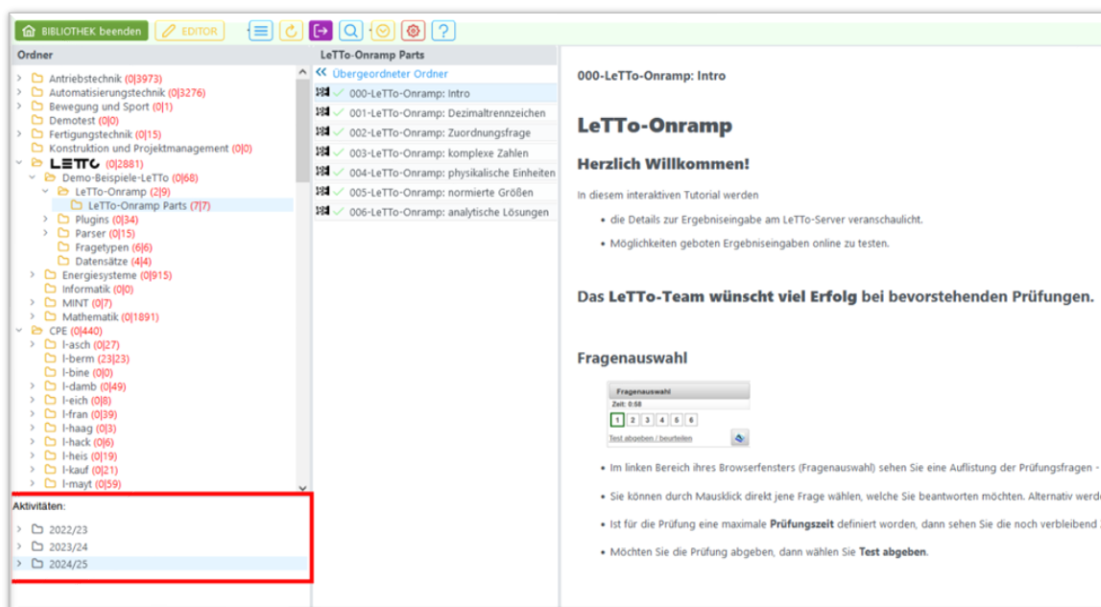 BIBLIOTHEK beenden
EDITOR
Ordner
Antriebstechnik (0|3973)
Automatisierungstechnik (0|3276)
Bewegung und Sport (0|1)
Demotest (0|0)
Fertigungstechnik (0|15)
Konstruktion und Projektmanagement (0|0)
LETTO (0|2881)
Demo-Beispiele-LeTTo (0|68)
LeTTo-Onramp (2|9)
LeTTo-Onramp Parts (7|7)
Plugins (0|34)
Parser (0|15)
Fragetypen (6|6)
Datensätze (4|4)
Energiesysteme (0|915)
Informatik (0|0)
MINT (0|7)
Mathematik (0|1891)
CPE (0|440)
l-asch (0|27)
l-berm (23|23)
l-bine (0|0)
l-damb (0|49)
l-eich (0|8)
l-fran (0|39)
l-haag (0|3)
l-hack (0|6)
l-heis (0|19)
l-kauf (0|21)
l-mayt (0|59)
Aktivitäten:
2022/23
2023/24
2024/25
LeTTo-Onramp Parts
Übergeordneter Ordner
000-LeTTo-Onramp: Intro
001-LeTTo-Onramp: Dezimaltrennzeichen
002-LeTTo-Onramp: Zuordnungsfrage
003-LeTTo-Onramp: komplexe Zahlen
004-LeTTo-Onramp: physikalische Einheiten
005-LeTTo-Onramp: normierte Größen
006-LeTTo-Onramp: analytische Lösungen
000-LeTTo-Onramp: Intro
LeTTo-Onramp
Herzlich Willkommen!
In diesem interaktiven Tutorial werden
• die Details zur Ergebniseingabe am LeTTo-Server veranschaulicht.
• Möglichkeiten geboten Ergebniseingaben online zu testen.
Das LeTTo-Team wünscht viel Erfolg bei bevorstehenden Prüfungen.
Fragenauswahl
Fragenauswahl
Zeit: 0:58
1 2 3 4 5 6
Test abgeben / beurteilen
• Im linken Bereich ihres Browserfensters (Fragenauswahl) sehen Sie eine Auflistung der Prüfungsfragen -
• Sie können durch Mausklick direkt jene Frage wählen, welche Sie beantworten möchten. Alternativ werd
• Ist für die Prüfung eine maximale Prüfungszeit definiert worden, dann sehen Sie die noch verbleibend
• Möchten Sie die Prüfung abgeben, dann wählen Sie Test abgeben.